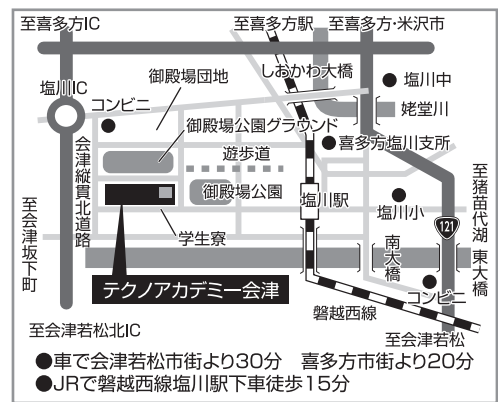 至喜多方IC
至喜多方駅
至喜多方・米沢市
しおかわ大橋
塩川中
塩川IC
コンビニ
御殿場団地
姥堂川
御殿場公園グラウンド
喜多方塩川支所
遊歩道
会津縦貫北道路
御殿場公園
塩川駅
塩川小
至猪苗代湖
121
学生寮
南大橋
東大橋
至会津坂下町
テクノアカデミー会津
コンビニ
磐越西線
至会津若松北IC
至会津若松
●車で会津若松市街より30分 喜多方市街より20分
●JRで磐越西線塩川駅下車徒歩15分